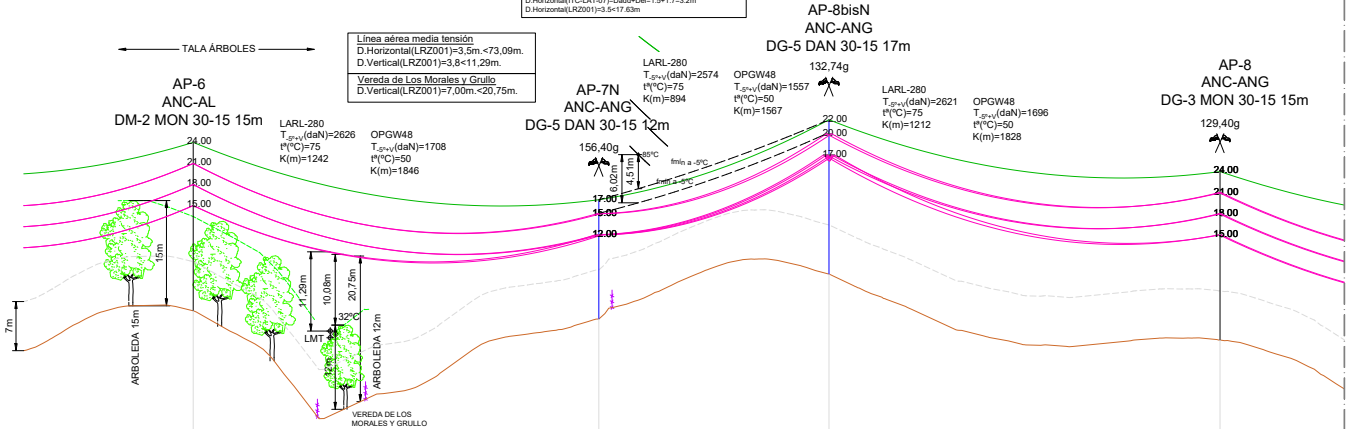 D.Horizontal(LRZ001)=3.5<17.63m
AP-8bisN
ANC-ANG
DG-5 DAN 30-15 17m
132,74g
TALA ÁRBOLES
Línea aérea media tensión
D.Horizontal(LRZ001)=3,5m.<73,09m.
D.Vertical(LRZ001)=3,8<11,29m.
Vereda de Los Morales y Grullo
D.Vertical(LRZ001)=7,00m.<20,75m.
AP-6
ANC-AL
DM-2 MON 30-15 15m
LARL-280
T.-5º+V(daN)=2626
tª(ºC)=75
K(m)=1242
OPGW48
T.-5º+V(daN)=1708
tª(ºC)=50
K(m)=1846
AP-7N
ANC-ANG
DG-5 DAN 30-15 12m
156,40g
LARL-280
T.-5º+V(daN)=2574
tª(ºC)=75
K(m)=894
OPGW48
T.-5º+V(daN)=1557
tª(ºC)=50
K(m)=1567
LARL-280
T.-5º+V(daN)=2621
tª(ºC)=75
K(m)=1212
OPGW48
T.-5º+V(daN)=1696
tª(ºC)=50
K(m)=1828
AP-8
ANC-ANG
DG-3 MON 30-15 15m
129,40g
24.00
21.00
18.00
15.00
85ºC
fmín a -5ºC
fmín a -5ºC
4,51m
6,02m
17.00
15.00
12.00
22.00
20.00
17.00
24.00
21.00
18.00
15.00
7m
15m
ARBOLEDA 15m
11,29m
10,08m
20,75m
32ºC
LMT
12m
ARBOLEDA 12m
VEREDA DE LOS
MORALES Y GRULLO